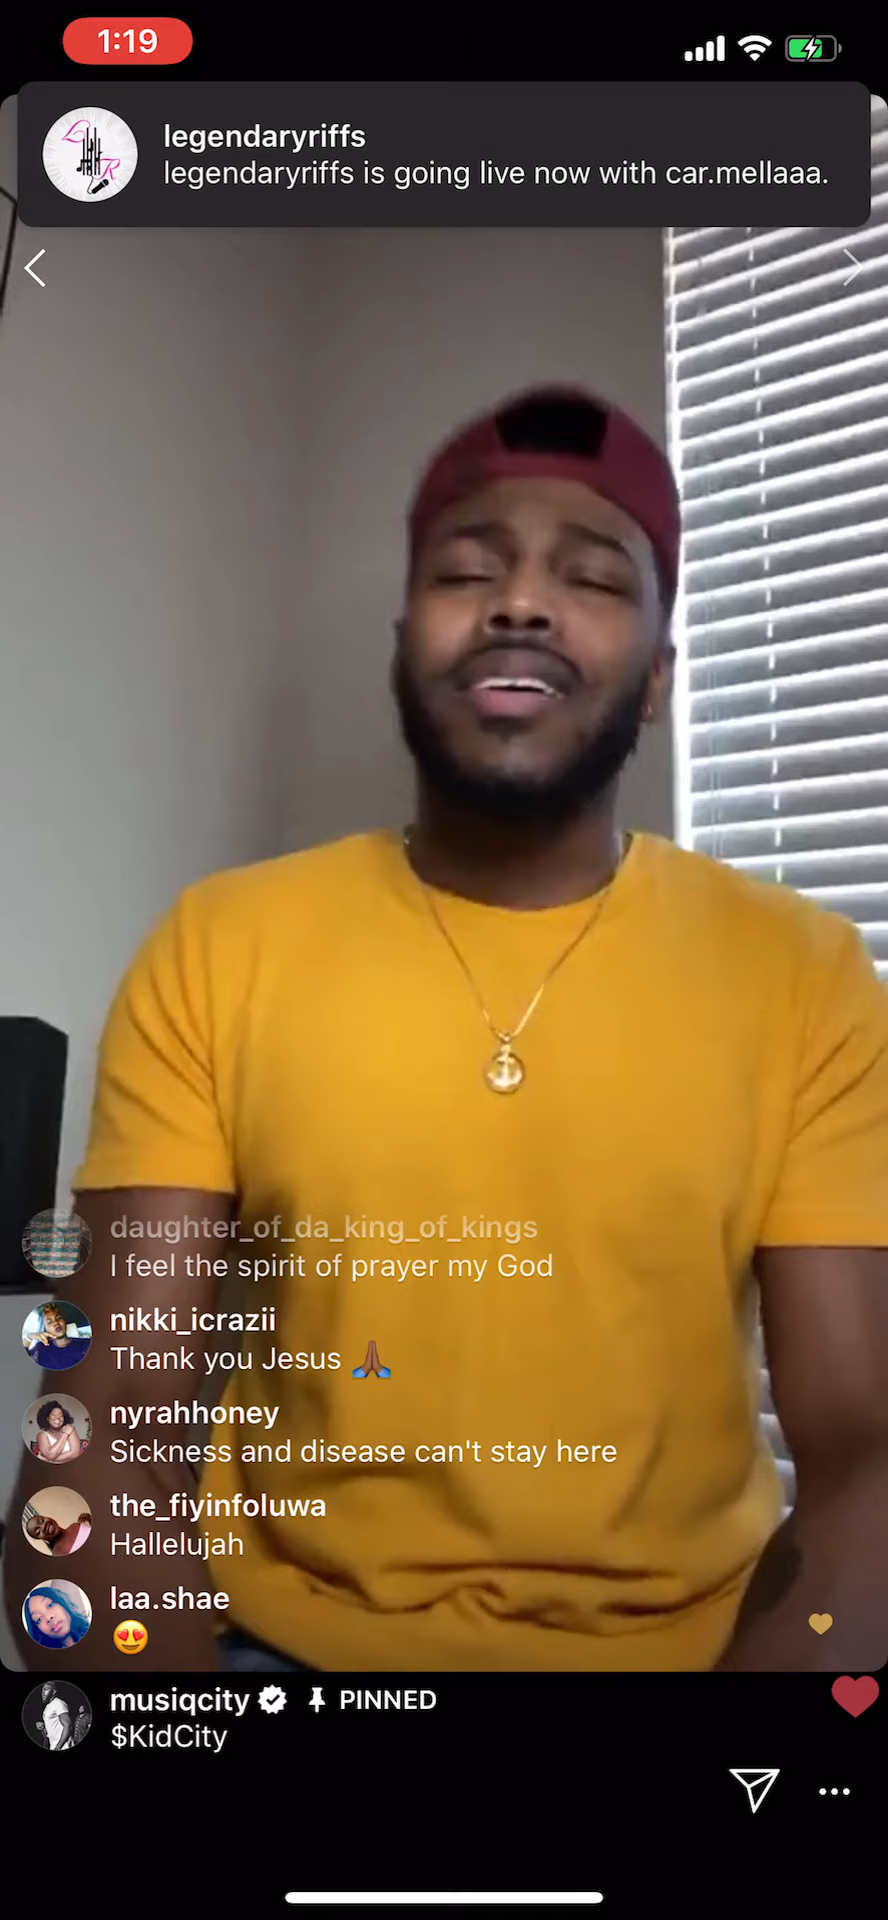 1:19
legendaryriffs
legendaryriffs is going live now with car.mellaaa.
daughter_of_da_king_of_kings
I feel the spirit of prayer my God
nikki_icrazii
Thank you Jesus 🙏🏾
nyrahhoney
Sickness and disease can't stay here
the_fiyinfoluwa
Hallelujah
laa.shae
😍
musiqcity PINNED
$KidCity